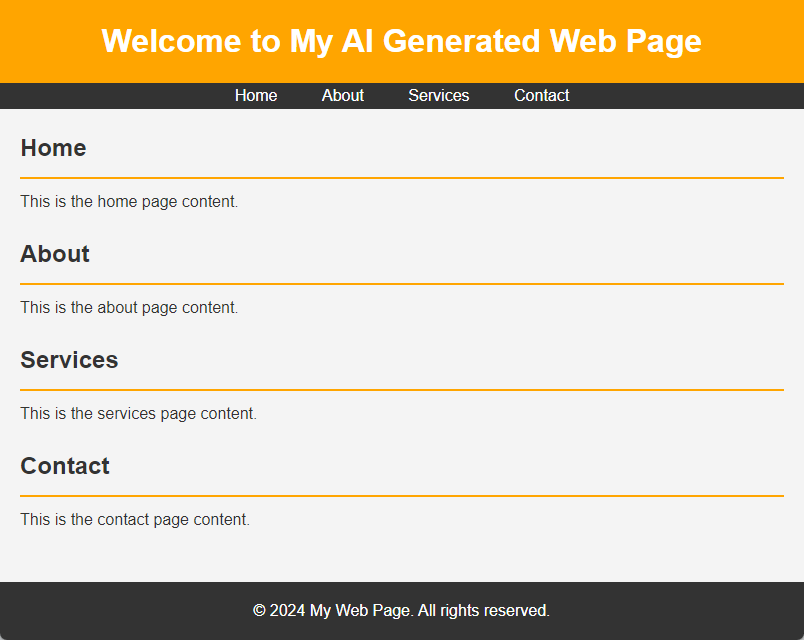 Welcome to My AI Generated Web Page
Home About Services Contact
Home
This is the home page content.
About
This is the about page content.
Services
This is the services page content.
Contact
This is the contact page content.
© 2024 My Web Page. All rights reserved.